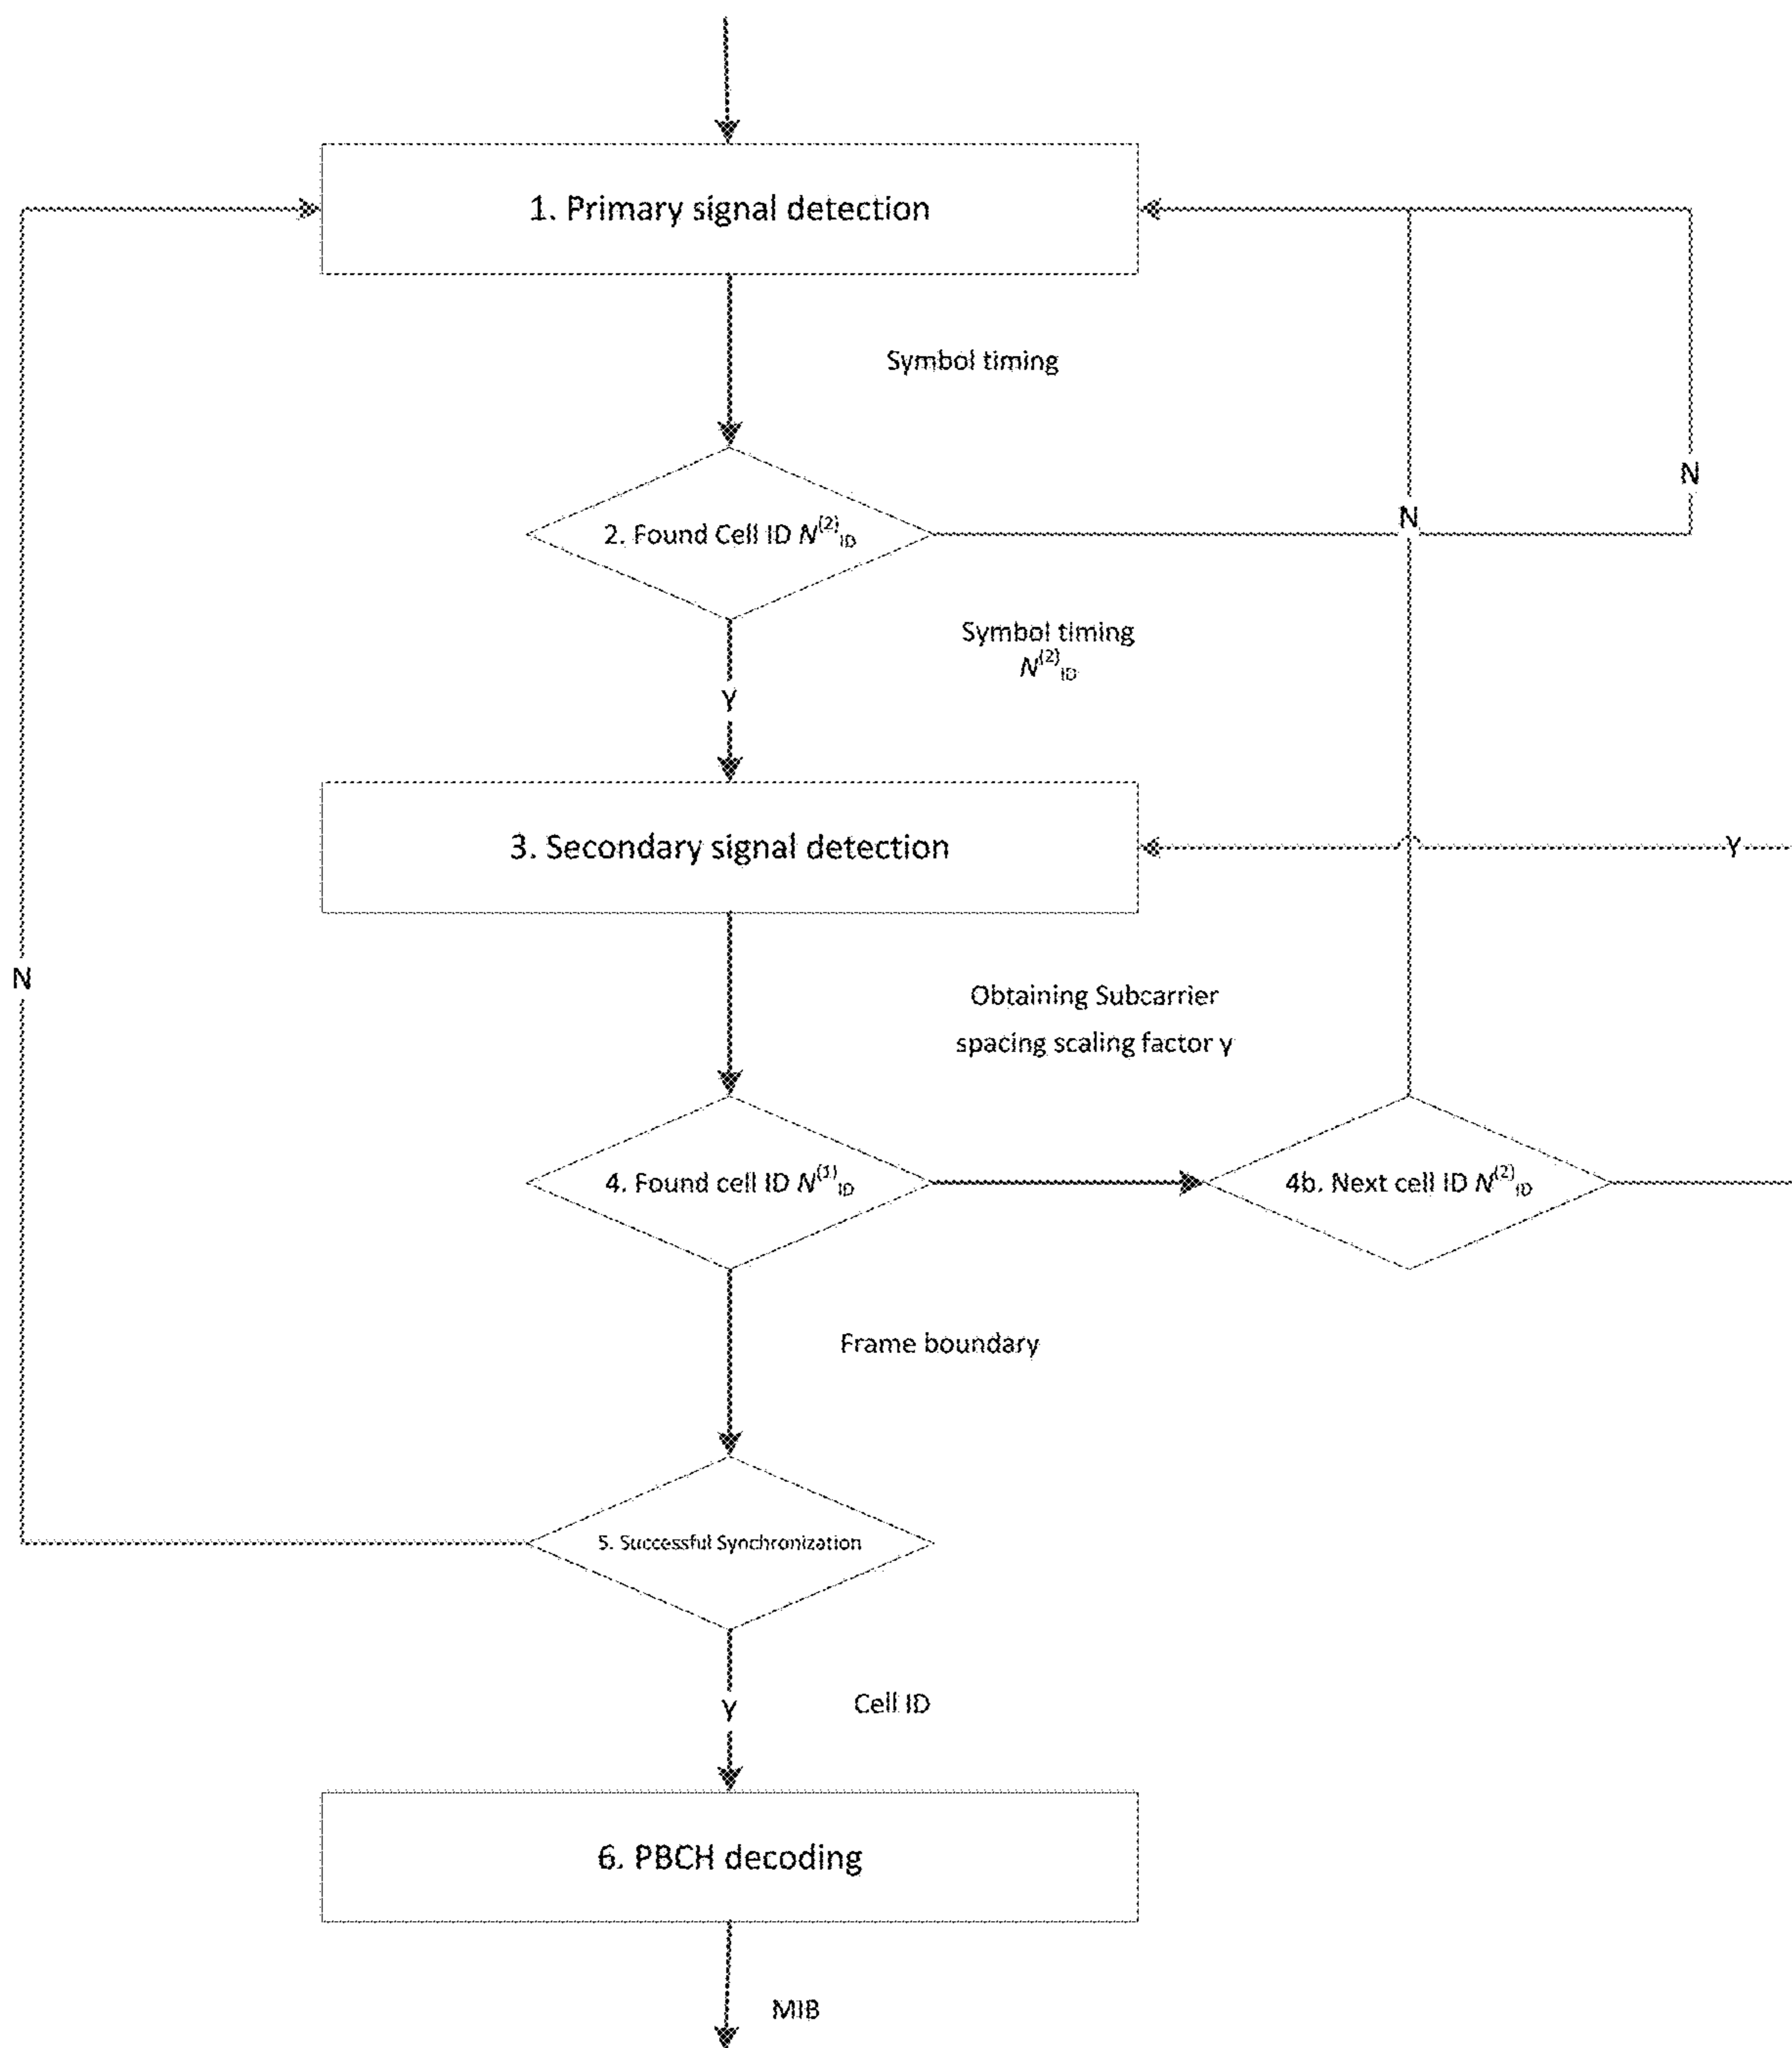 1. Primary signal detection
Symbol timing
N
N
2. Found Cell ID N(2)ID
Symbol timing
N(2)ID
Y
3. Secondary signal detection
Y
N
Obtaining Subcarrier
spacing scaling factor γ
4. Found cell ID N(1)ID
4b. Next cell ID N(2)ID
Frame boundary
5. Successful Synchronization
Y
Cell ID
6. PBCH decoding
MIB